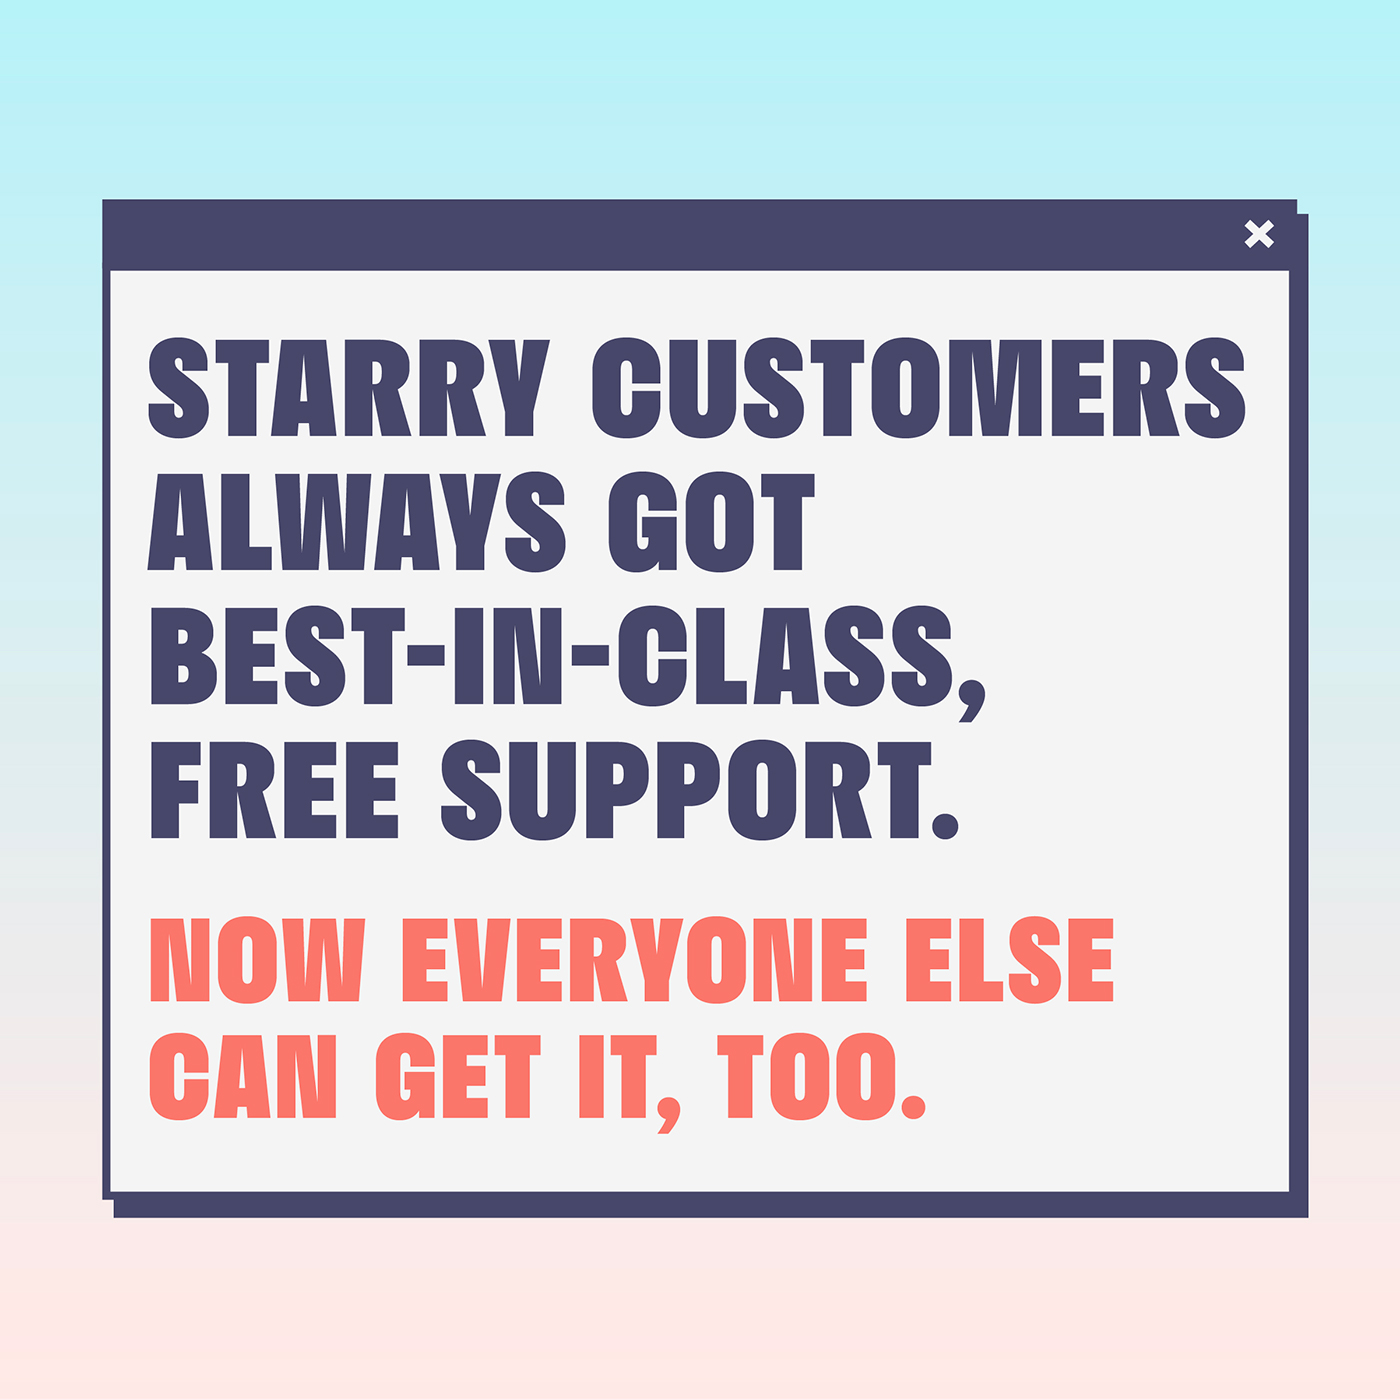 STARRY CUSTOMERS
ALWAYS GOT
BEST-IN-CLASS,
FREE SUPPORT.
NOW EVERYONE ELSE
CAN GET IT, TOO.